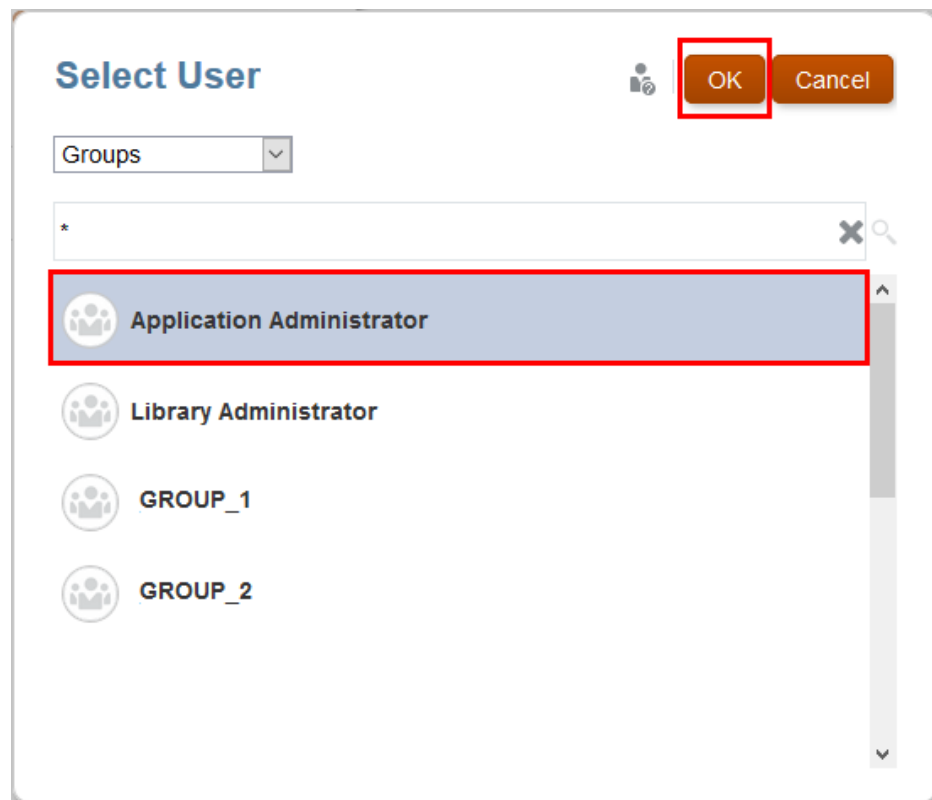 Select User
OK
Cancel
Groups
*
Application Administrator
Library Administrator
GROUP_1
GROUP_2